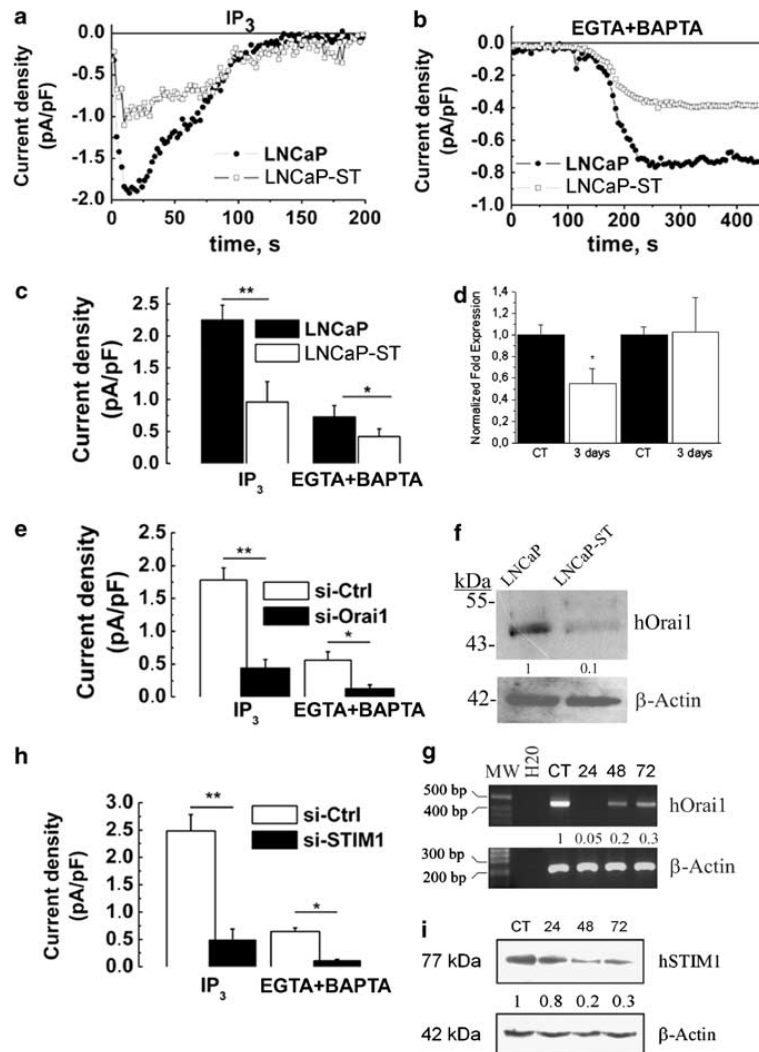 a
IP3
0.0
-0.5
-1.0
-1.5
-2.0
Current density
(pA/pF)
LNCaP
LNCaP-ST
0 50 100 150 200
time, s
b
EGTA+BAPTA
0.0
-0.2
-0.4
-0.6
-0.8
-1.0
Current density
(pA/pF)
LNCaP
LNCaP-ST
0 100 200 300 400
time, s
c
Current density
(pA/pF)
2.5
2.0
1.5
1.0
0.5
0.0
**
*
LNCaP
LNCaP-ST
IP3 EGTA+BAPTA
d
Normalized Fold Expression
1,4
1,2
1,0
0,8
0,6
0,4
0,2
0,0
*
CT 3 days CT 3 days
e
Current density
(pA/pF)
2.0
1.5
1.0
0.5
0.0
**
*
si-Ctrl
si-Orai1
IP3 EGTA+BAPTA
f
LNCaP
LNCaP-ST
kDa
55-
43-
hOrai1
1 0.1
42-
β-Actin
g
MW H20 CT 24 48 72
500 bp
400 bp
hOrai1
1 0.05 0.2 0.3
300 bp
200 bp
β-Actin
h
Current density
(pA/pF)
3.0
2.5
2.0
1.5
1.0
0.5
0.0
**
*
si-Ctrl
si-STIM1
IP3 EGTA+BAPTA
i
CT 24 48 72
77 kDa
hSTIM1
1 0.8 0.2 0.3
42 kDa
β-Actin